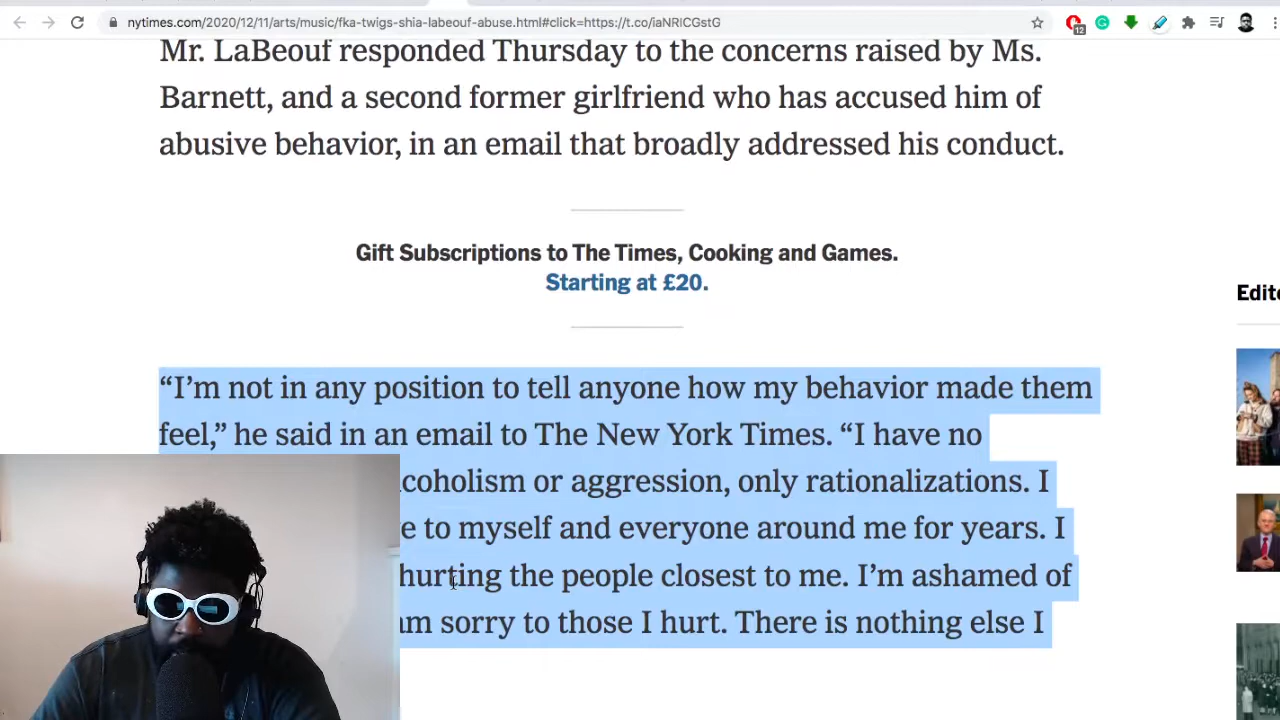 nytimes.com/2020/12/11/arts/music/fka-twigs-shia-labeouf-abuse.html#click=https://t.co/iaNRICGstG
12
Mr. LaBeouf responded Thursday to the concerns raised by Ms.
Barnett, and a second former girlfriend who has accused him of
abusive behavior, in an email that broadly addressed his conduct.
Gift Subscriptions to The Times, Cooking and Games.
Starting at £20.
Edito
“I’m not in any position to tell anyone how my behavior made them
feel,” he said in an email to The New York Times. “I have no
coholism or aggression, only rationalizations. I
e to myself and everyone around me for years. I
hurting the people closest to me. I’m ashamed of
am sorry to those I hurt. There is nothing else I